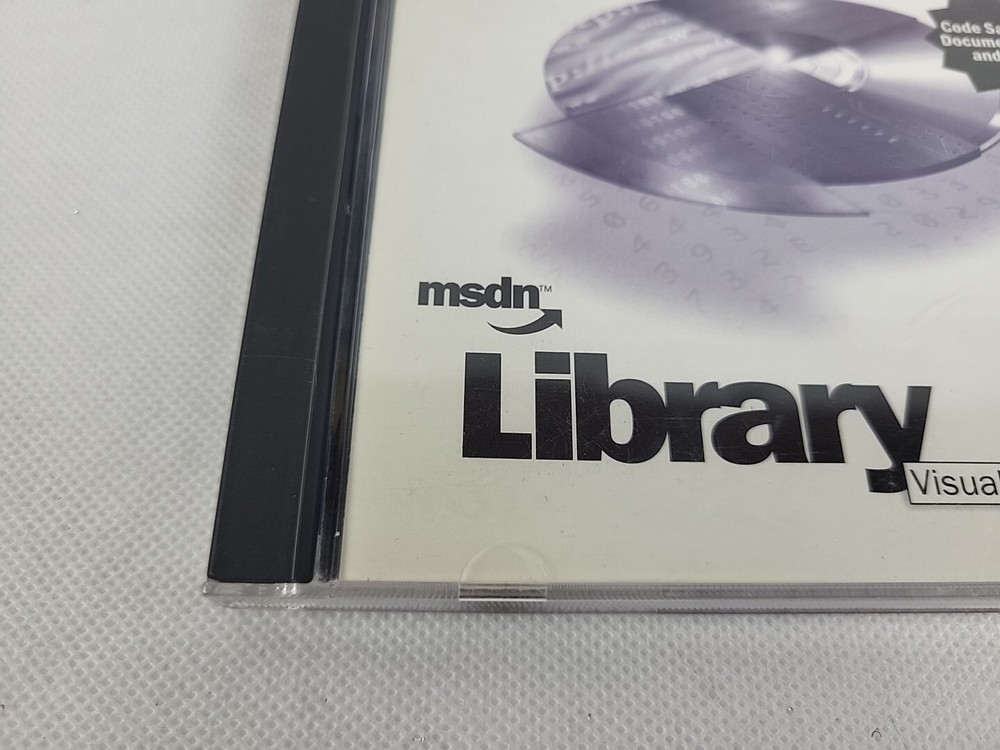 Code Sa
Docume
and
msdn™
Library
Visual